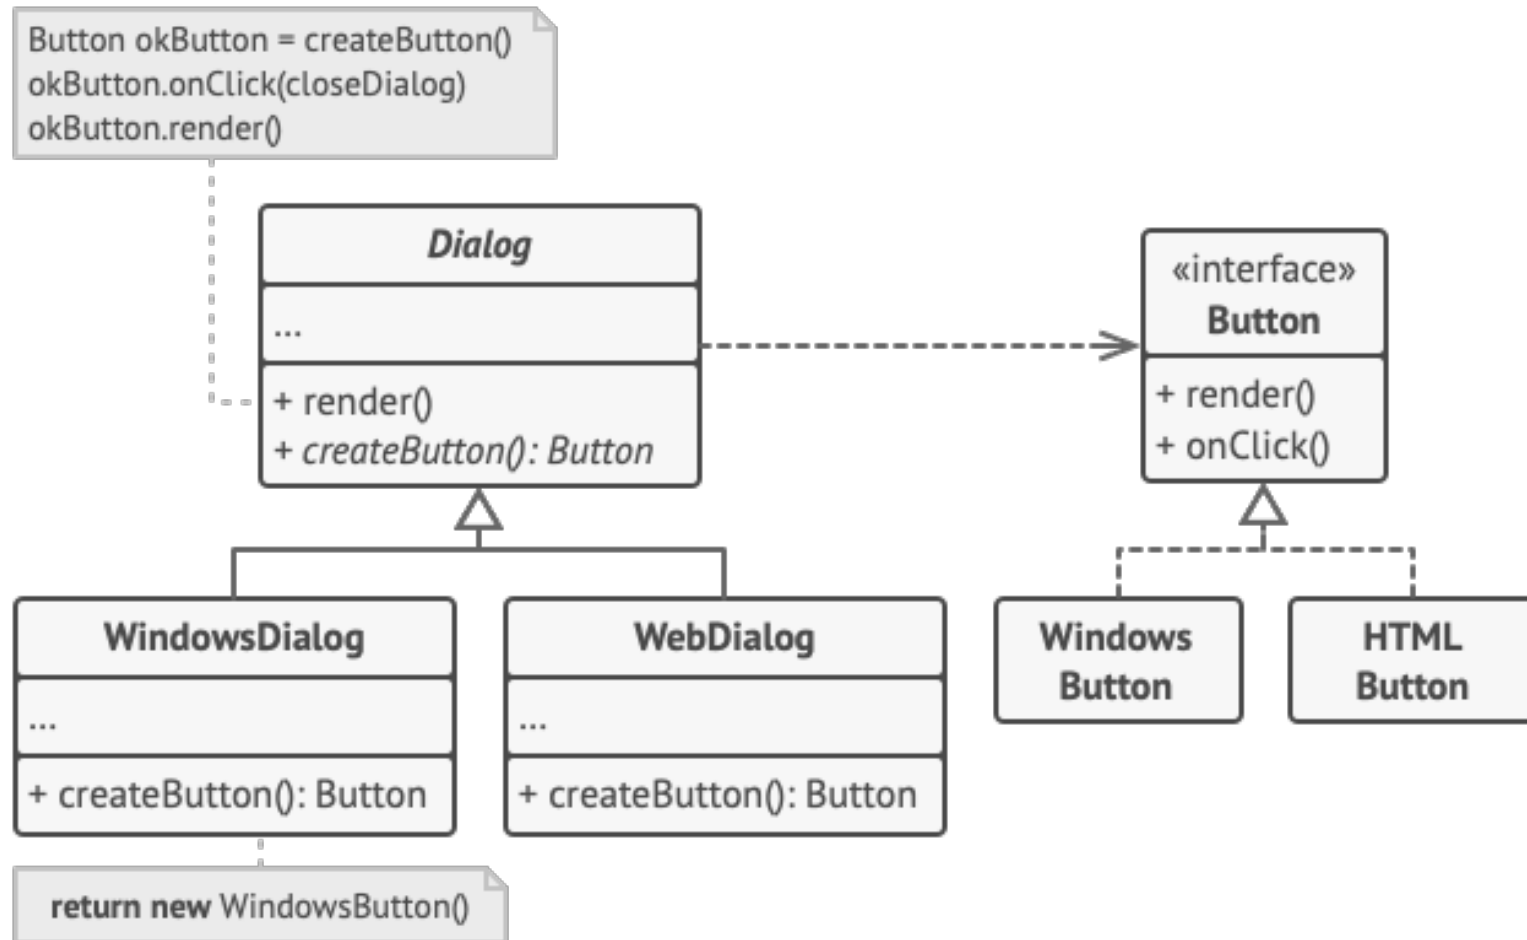 Button okButton = createButton()
okButton.onClick(closeDialog)
okButton.render()
Dialog
...
+ render()
+ createButton(): Button
«interface»
Button
+ render()
+ onClick()
WindowsDialog
...
+ createButton(): Button
WebDialog
...
+ createButton(): Button
Windows
Button
HTML
Button
return new WindowsButton()